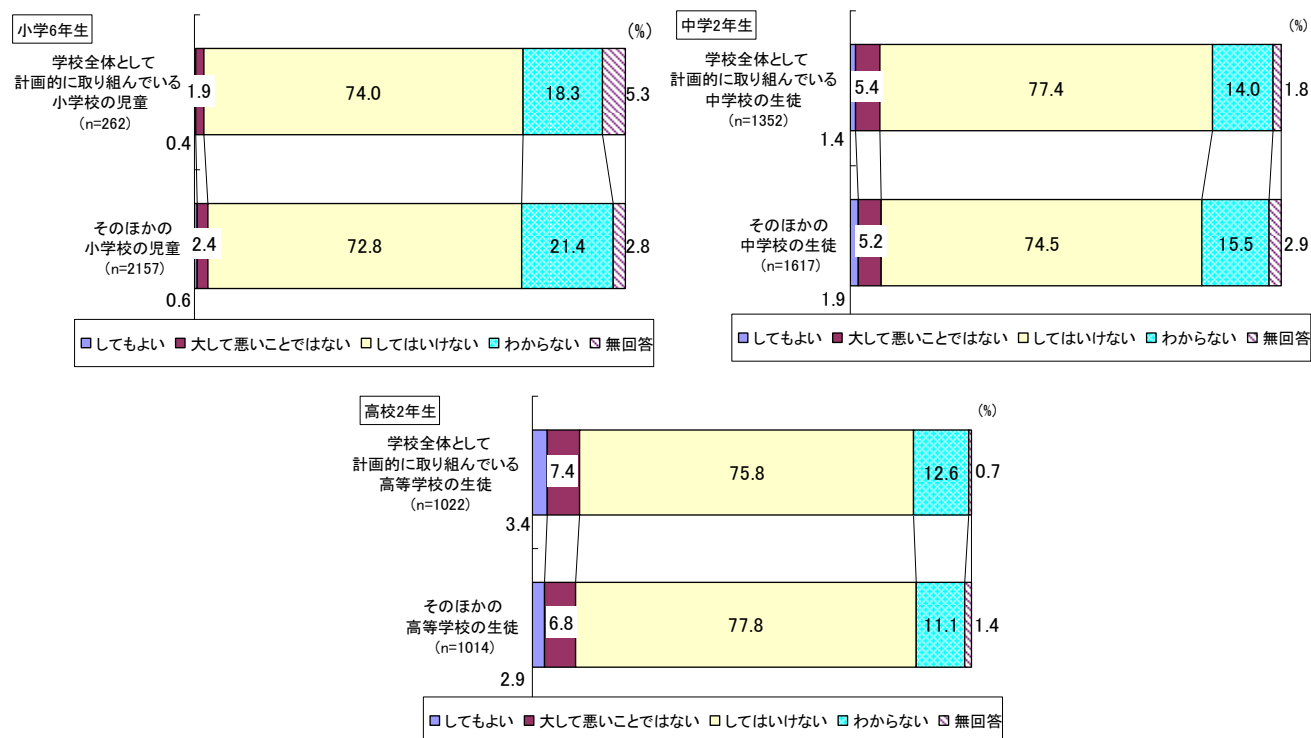 小学6年生
(%)
学校全体として
計画的に取り組んでいる
小学校の児童
(n=262)
1.9
74.0
18.3
5.3
0.4
そのほかの
小学校の児童
(n=2157)
2.4
72.8
21.4
2.8
0.6
してもよい 大して悪いことではない してはいけない わからない 無回答
中学2年生
(%)
学校全体として
計画的に取り組んでいる
中学校の生徒
(n=1352)
5.4
77.4
14.0
1.8
1.4
そのほかの
中学校の生徒
(n=1617)
5.2
74.5
15.5
2.9
1.9
してもよい 大して悪いことではない してはいけない わからない 無回答
高校2年生
(%)
学校全体として
計画的に取り組んでいる
高等学校の生徒
(n=1022)
7.4
75.8
12.6
0.7
3.4
そのほかの
高等学校の生徒
(n=1014)
6.8
77.8
11.1
1.4
2.9
してもよい 大して悪いことではない してはいけない わからない 無回答